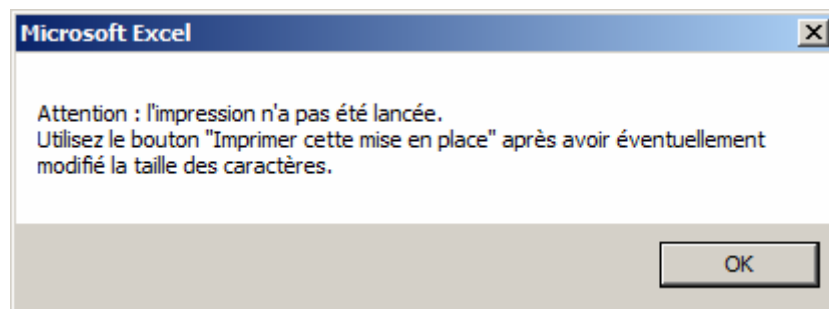 Microsoft Excel
Attention : l'impression n'a pas été lancée.
Utilisez le bouton "Imprimer cette mise en place" après avoir éventuellement
modifié la taille des caractères.
OK